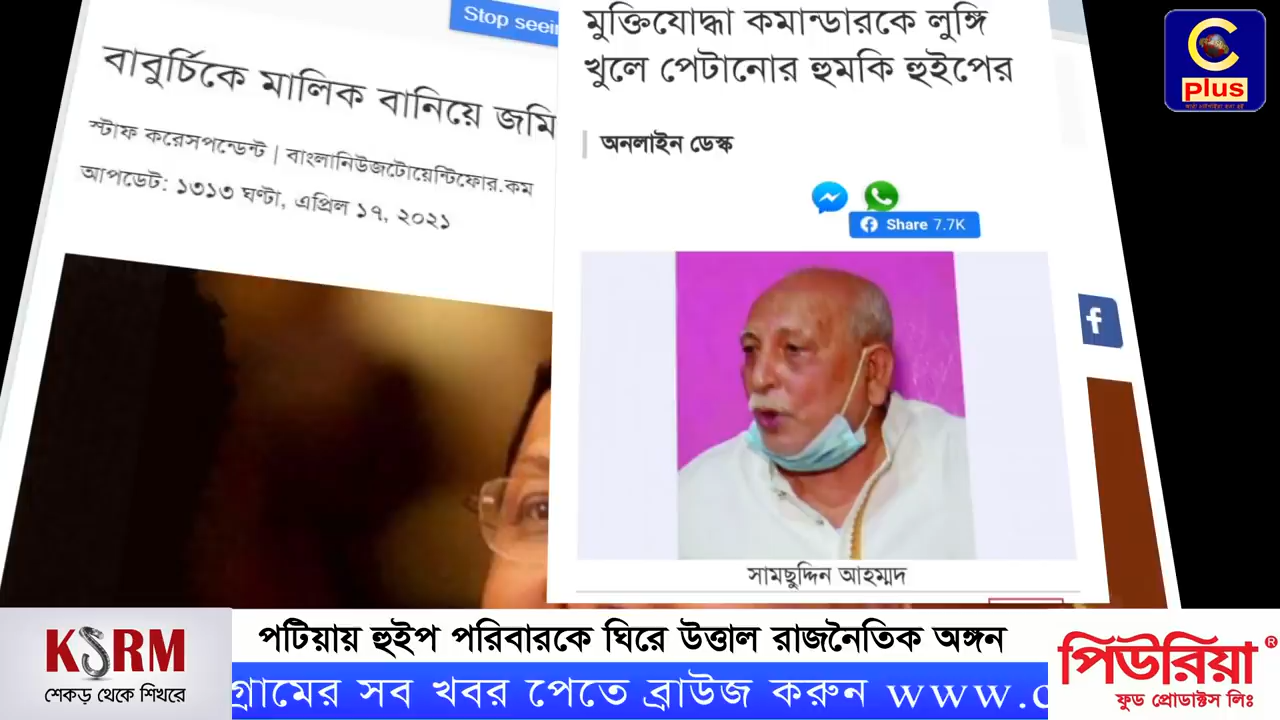 Stop seein
বাবুর্চিকে মালিক বানিয়ে জমি
স্টাফ করেসপন্ডেন্ট | বাংলানিউজটোয়েন্টিফোর.কম
আপডেট: ১৩১৩ ঘণ্টা, এপ্রিল ১৭, ২০২১
মুক্তিযোদ্ধা কমান্ডারকে লুঙ্গি
খুলে পেটানোর হুমকি হুইপের
অনলাইন ডেস্ক
Share 7.7K
সামছুদ্দিন আহম্মদ
C
plus
f
KSRM
শেকড় থেকে শিখরে
পটিয়ায় হুইপ পরিবারকে ঘিরে উত্তাল রাজনৈতিক অঙ্গন
গ্রামের সব খবর পেতে ব্রাউজ করুন www.c
পিউরিয়া®
ফুড প্রোডাক্টস লিঃ